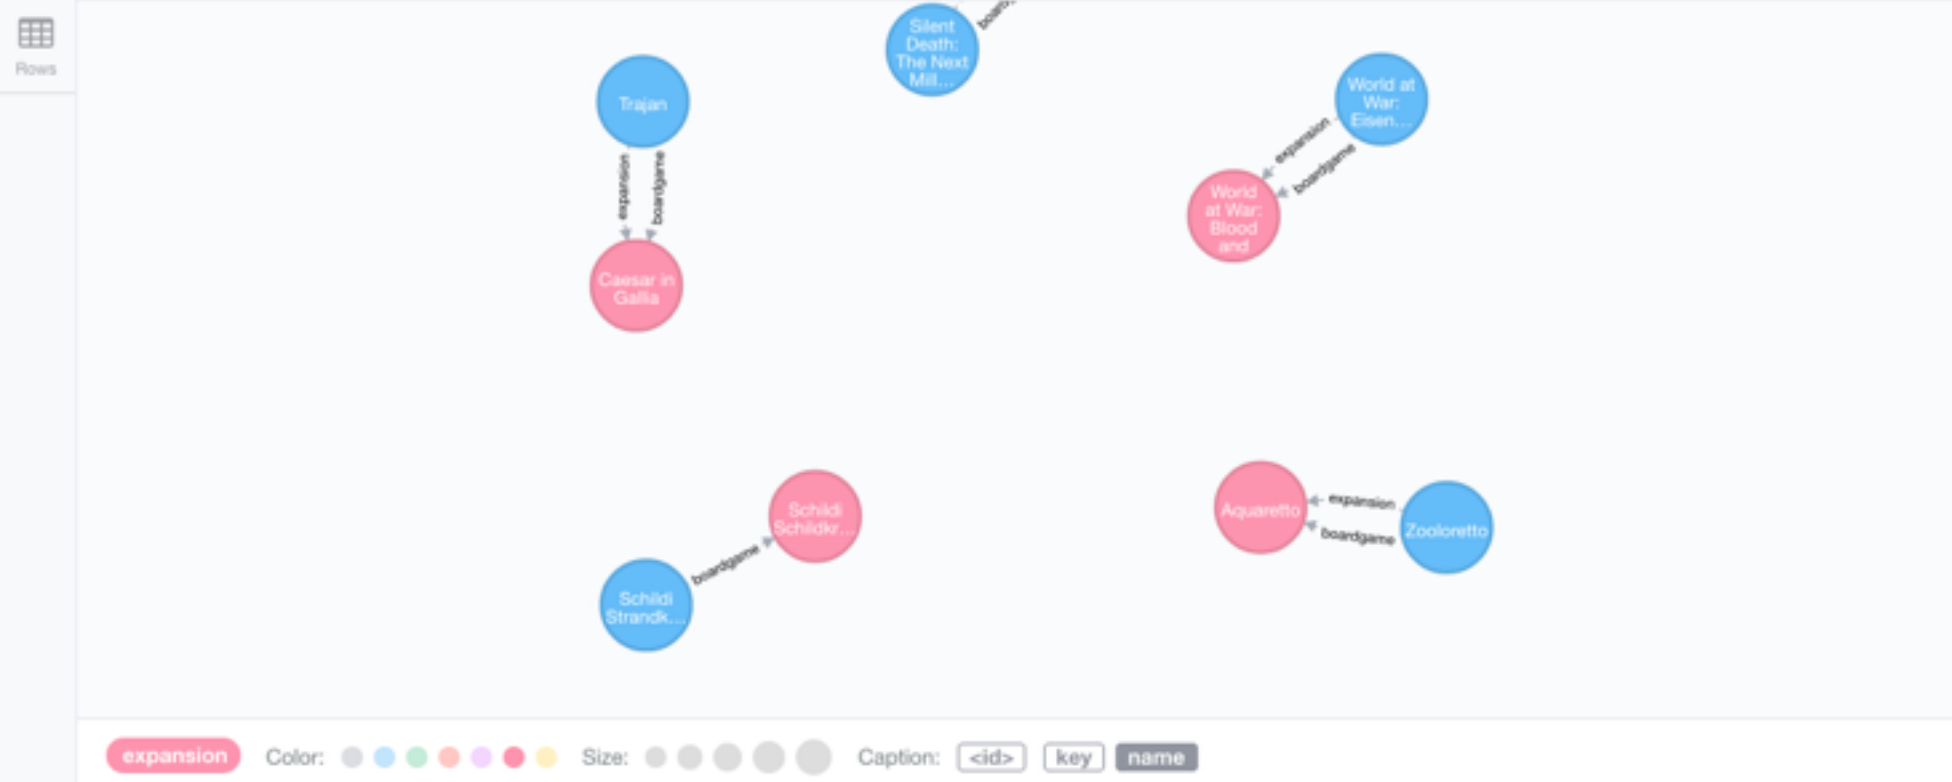 Rows
Silent
Death:
The Next
Mill...
Trajan
expansion
boardgame
Caesar in
Gallia
World at
War:
Eisen...
expansion
boardgame
World
at War:
Blood
and
Schildi
Schildkr...
boardgame
Schildi
Strandk...
Aquaretto
expansion
boardgame
Zooloretto
expansion Color: Size: Caption: <id> key name